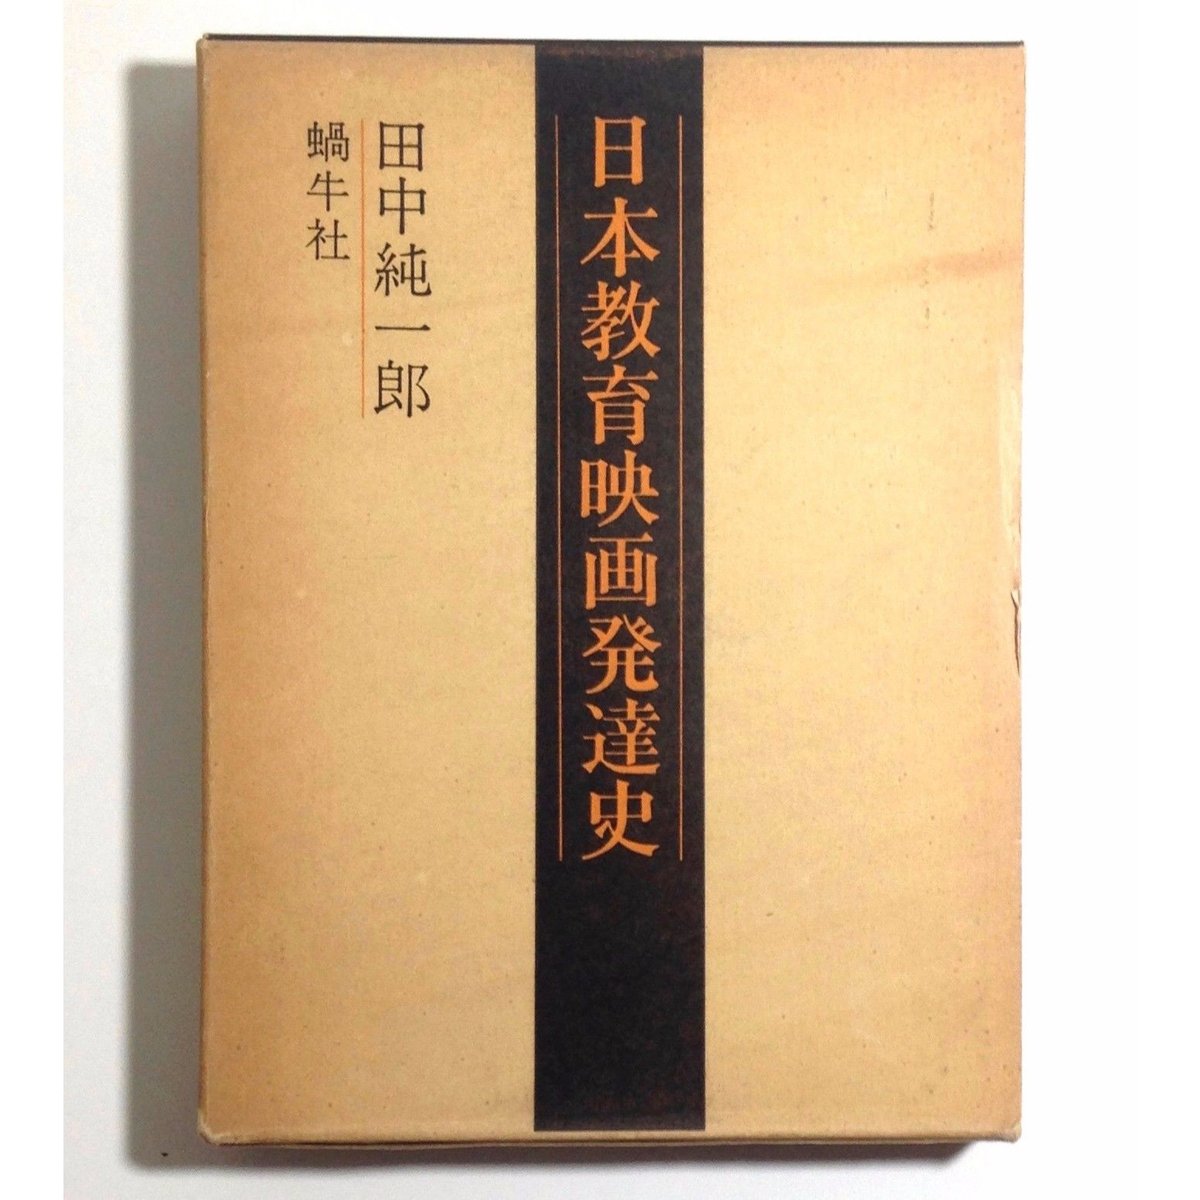 日本教育映画発達史
田中純一郎
蝸牛社